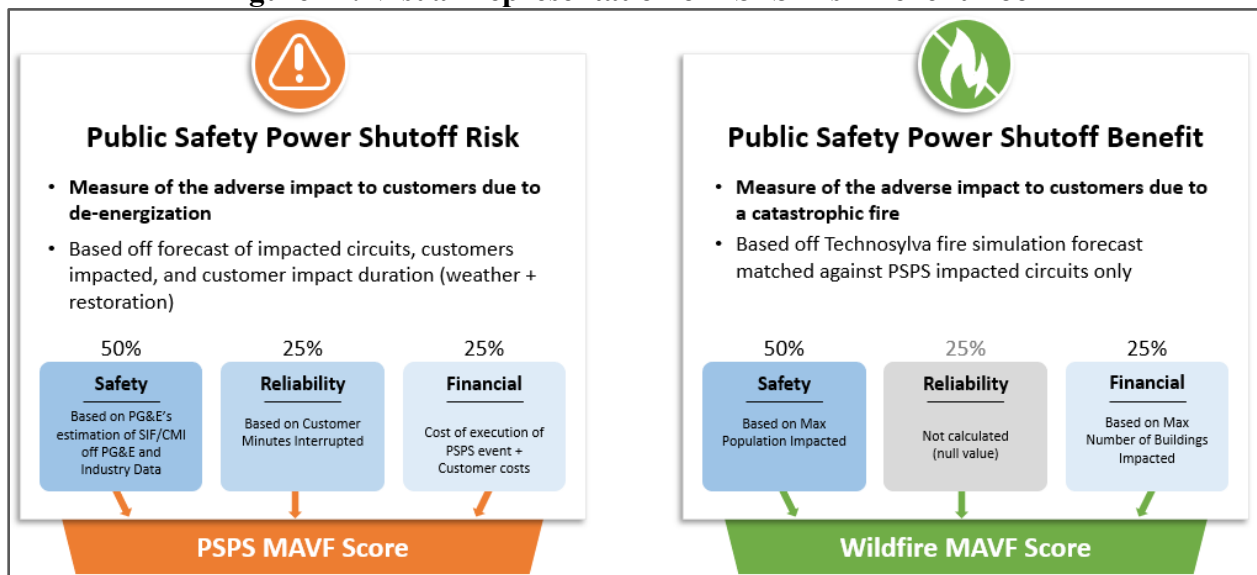 Public Safety Power Shutoff Risk
• Measure of the adverse impact to customers due to
de-energization
• Based off forecast of impacted circuits, customers
impacted, and customer impact duration (weather +
restoration)
50%
Safety
Based on PG&E's
estimation of SIF/CMI
off PG&E and
Industry Data
25%
Reliability
Based on Customer
Minutes Interrupted
25%
Financial
Cost of execution of
PSPS event +
Customer costs
PSPS MAVF Score
Public Safety Power Shutoff Benefit
• Measure of the adverse impact to customers due to
a catastrophic fire
• Based off Technosylva fire simulation forecast
matched against PSPS impacted circuits only
50%
Safety
Based on Max
Population Impacted
25%
Reliability
Not calculated
(null value)
25%
Financial
Based on Max
Number of Buildings
Impacted
Wildfire MAVF Score